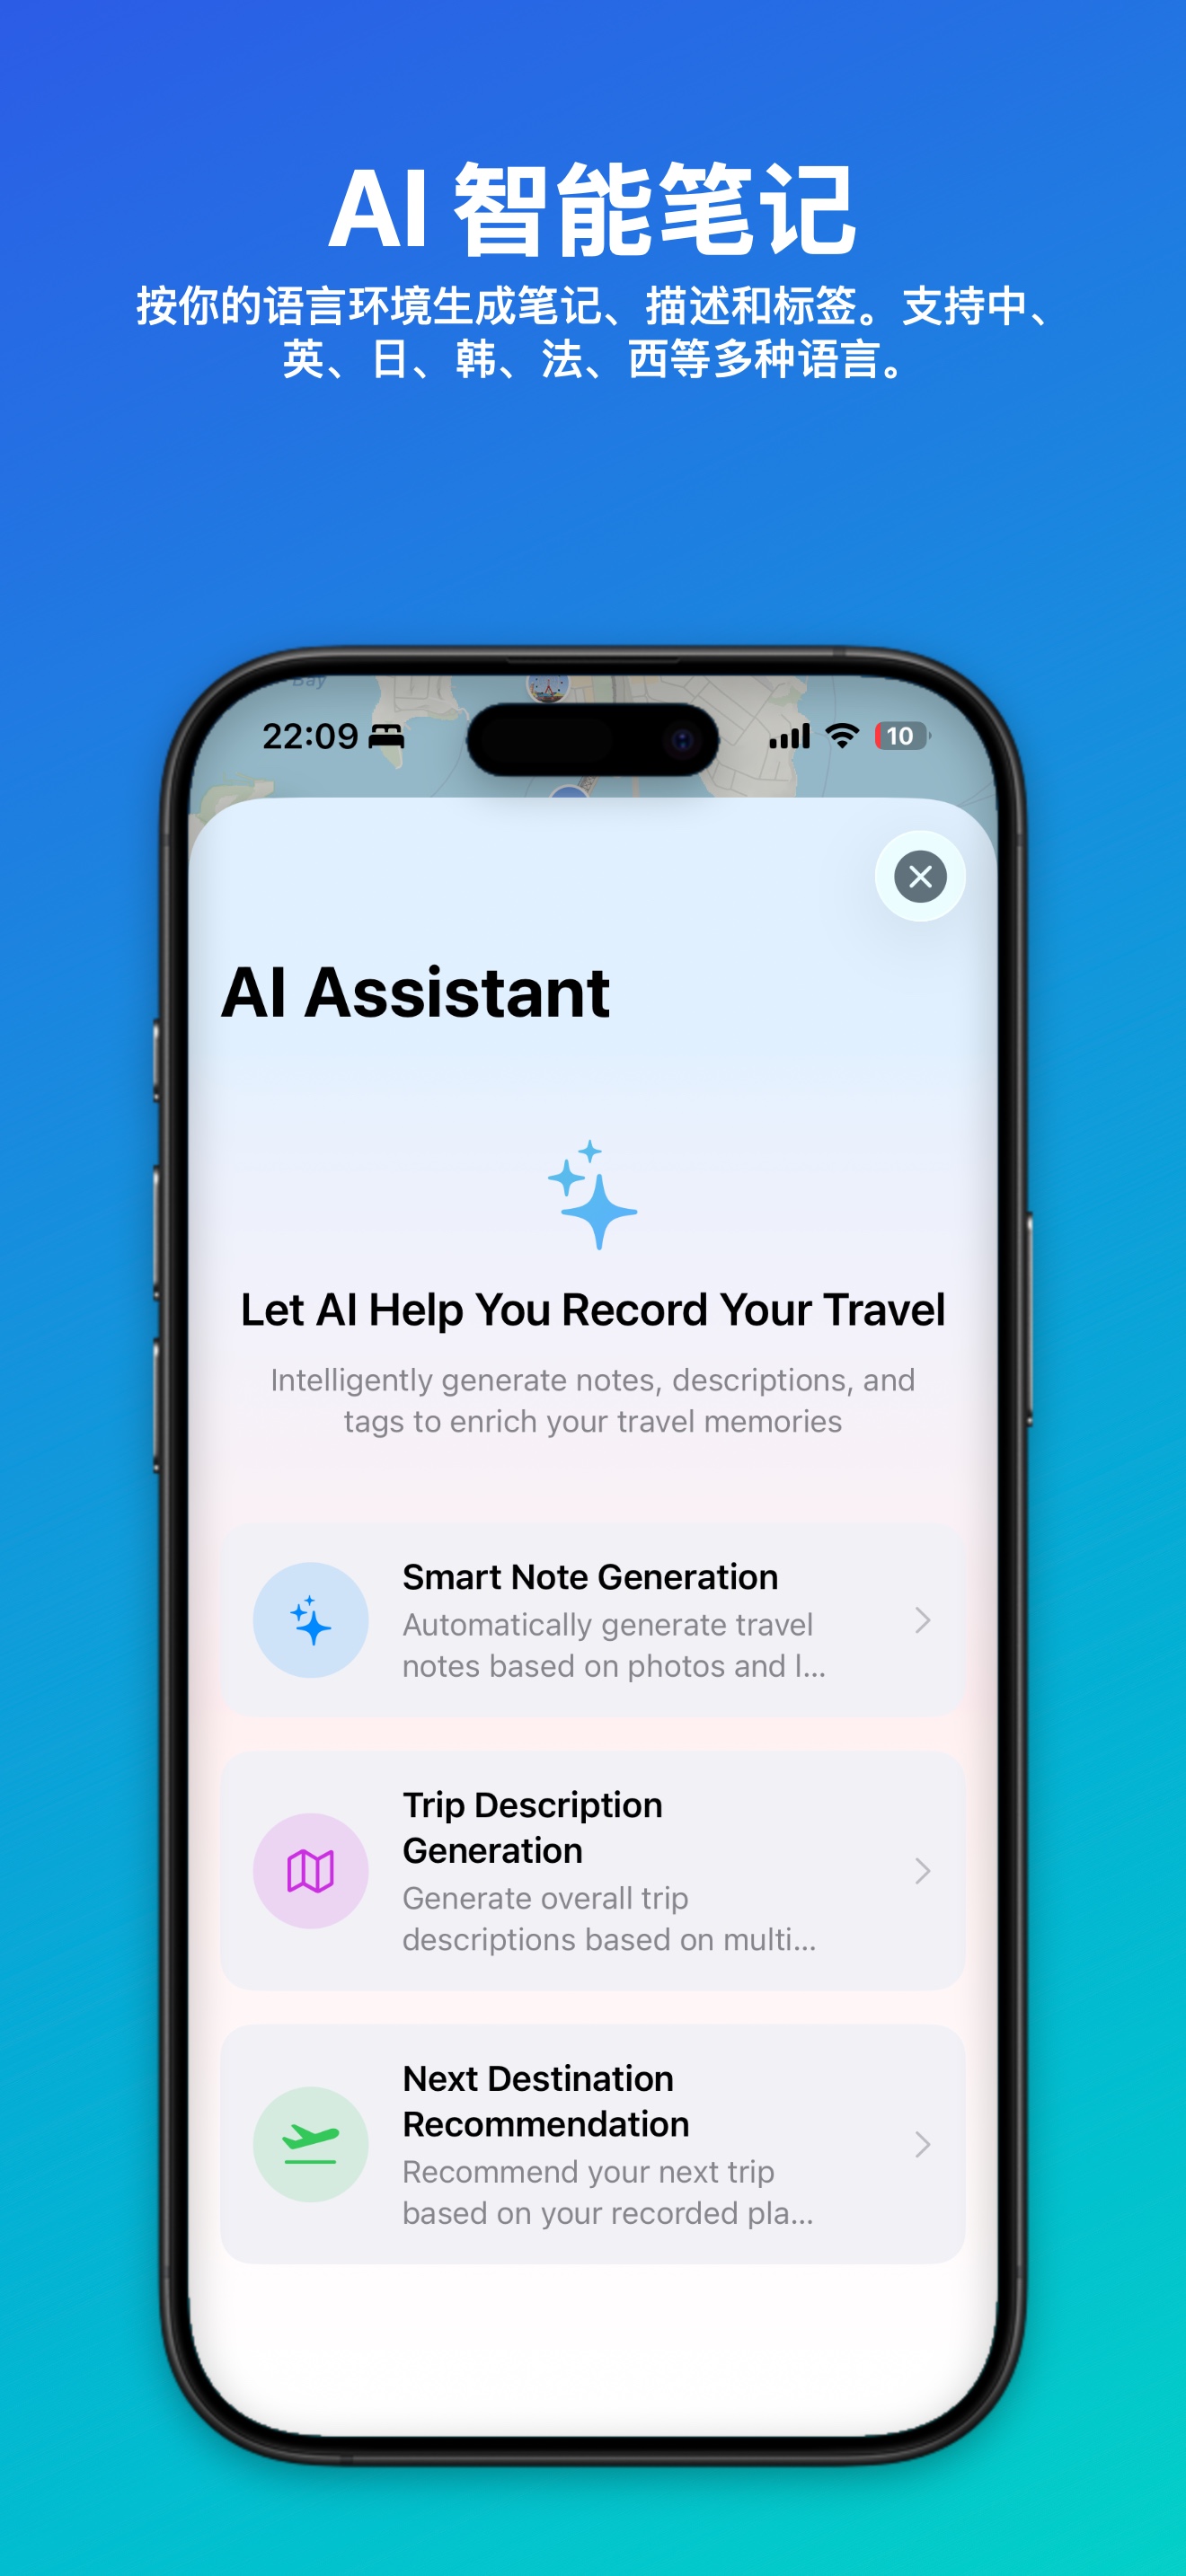 AI 智能笔记
按你的语言环境生成笔记、描述和标签。支持中、
英、日、韩、法、西等多种语言。
Bay
22:09
10
AI Assistant
Let AI Help You Record Your Travel
Intelligently generate notes, descriptions, and
tags to enrich your travel memories
Smart Note Generation
Automatically generate travel
notes based on photos and l...
Trip Description
Generation
Generate overall trip
descriptions based on multi...
Next Destination
Recommendation
Recommend your next trip
based on your recorded pla...